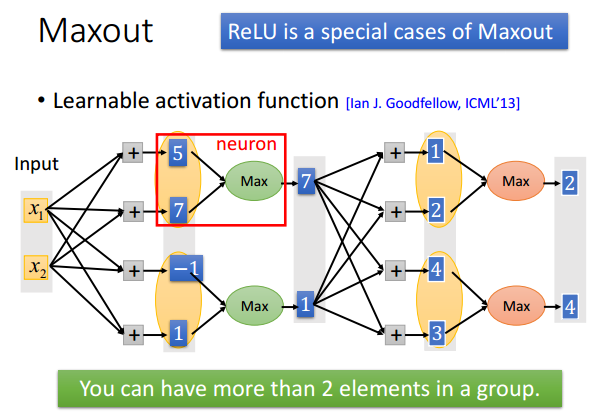 Maxout
ReLU is a special cases of Maxout
• Learnable activation function [Ian J. Goodfellow, ICML’13]
neuron
Input
x₁
x₂
+
+
+
+
5
7
−1
1
Max
Max
7
1
+
+
+
+
1
2
4
3
Max
Max
2
4
You can have more than 2 elements in a group.